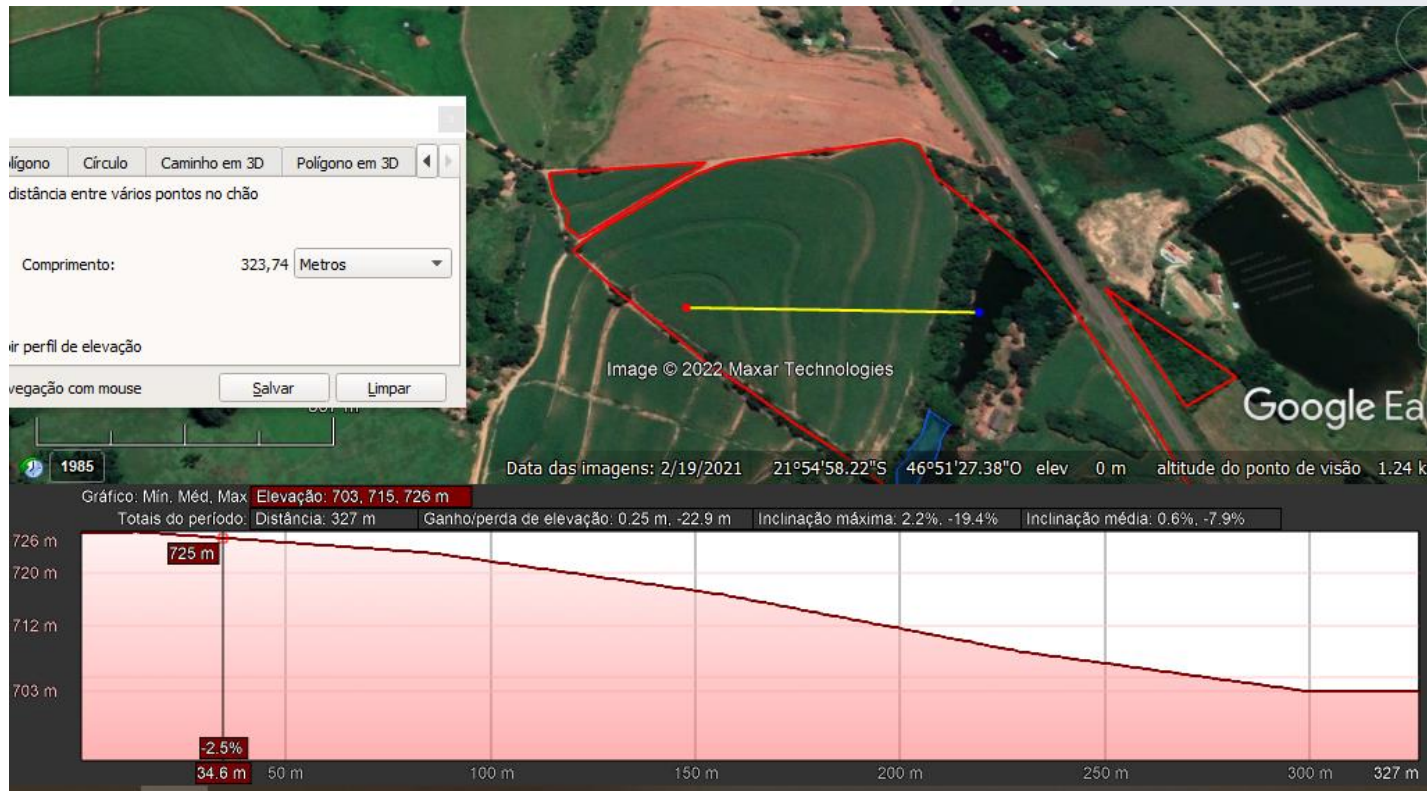 olígono Círculo Caminho em 3D Polígono em 3D
distância entre vários pontos no chão
Comprimento: 323,74 Metros
bir perfil de elevação
vegação com mouse Salvar Limpar
Image © 2022 Maxar Technologies
Google Ea
1985
Data das imagens: 2/19/2021 21°54'58.22"S 46°51'27.38"O elev 0 m altitude do ponto de visão 1.24 k
Gráfico: Mín, Méd, Max Elevação: 703, 715, 726 m
Totais do período: Distância: 327 m Ganho/perda de elevação: 0.25 m, -22.9 m Inclinação máxima: 2.2%, -19.4% Inclinação média: 0.6%, -7.9%
726 m
725 m
720 m
712 m
703 m
-2.5%
34.6 m 50 m 100 m 150 m 200 m 250 m 300 m 327 m